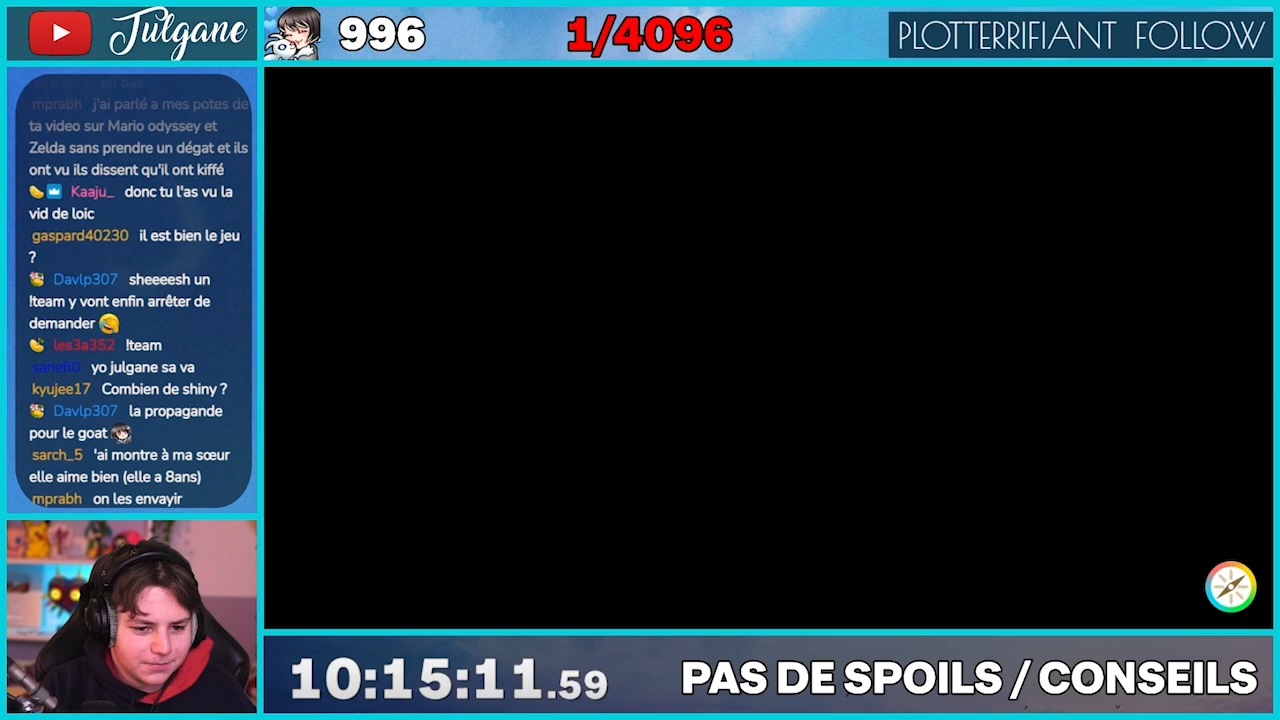 Julgane
996
1/4096
PLOTTERRIFIANT FOLLOW
en bas
mprabh j'ai parlé a mes potes de
ta video sur Mario odyssey et
Zelda sans prendre un dégat et ils
ont vu ils dissent qu'il ont kiffé
Kaaju_ donc tu l'as vu la
vid de loic
gaspard40230 il est bien le jeu
?
Davlp307 sheeeesh un
!team y vont enfin arrêter de
demander
les3a352 !team
sanefl0 yo julgane sa va
kyujee17 Combien de shiny ?
Davlp307 la propagande
pour le goat
sarch_5 'ai montre à ma sœur
elle aime bien (elle a 8ans)
mprabh on les envayir
10:15:11.59
PAS DE SPOILS / CONSEILS